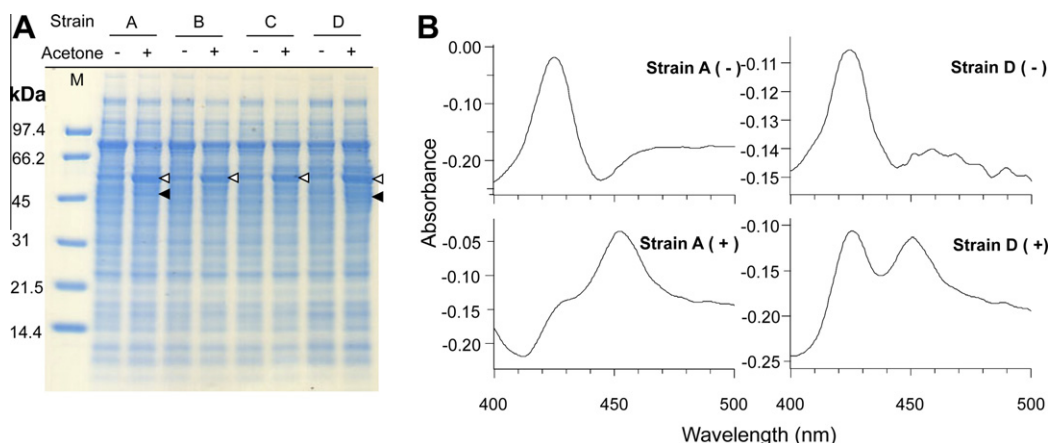 A
Strain A B C D
Acetone - + - + - + - +
M
kDa
97.4
66.2
45
31
21.5
14.4
B
Absorbance
0.00
-0.10
-0.20
Strain A (-)
-0.11
-0.12
-0.13
-0.14
-0.15
Strain D (-)
-0.05
-0.10
-0.15
-0.20
Strain A (+)
-0.10
-0.15
-0.20
-0.25
Strain D (+)
400 450 500
400 450 500
Wavelength (nm)